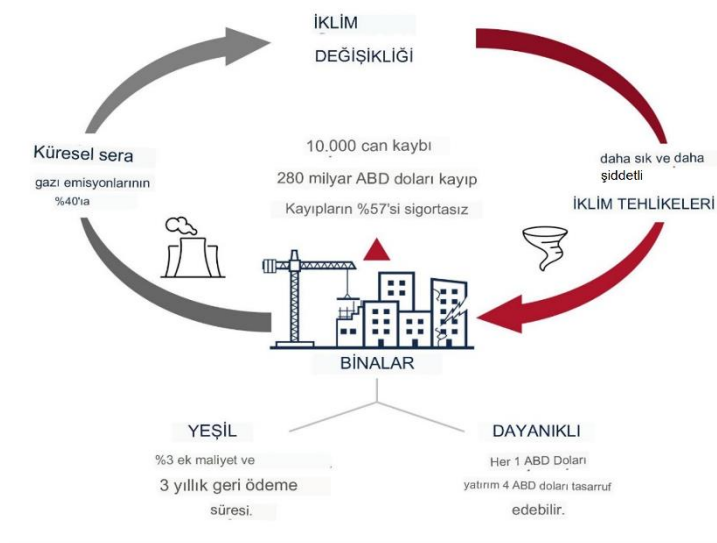 İKLİM
DEĞİŞİKLİĞİ
Küresel sera
gazı emisyonlarının
%40'ıa
10.000 can kaybı
280 milyar ABD doları kayıp
Kayıpların %57'si sigortasız
daha sık ve daha
şiddetli
İKLİM TEHLİKELERİ
BİNALAR
YEŞİL
%3 ek maliyet ve
3 yıllık geri ödeme
süresi.
DAYANIKLI
Her 1 ABD Doları
yatırım 4 ABD doları tasarruf
edebilir.